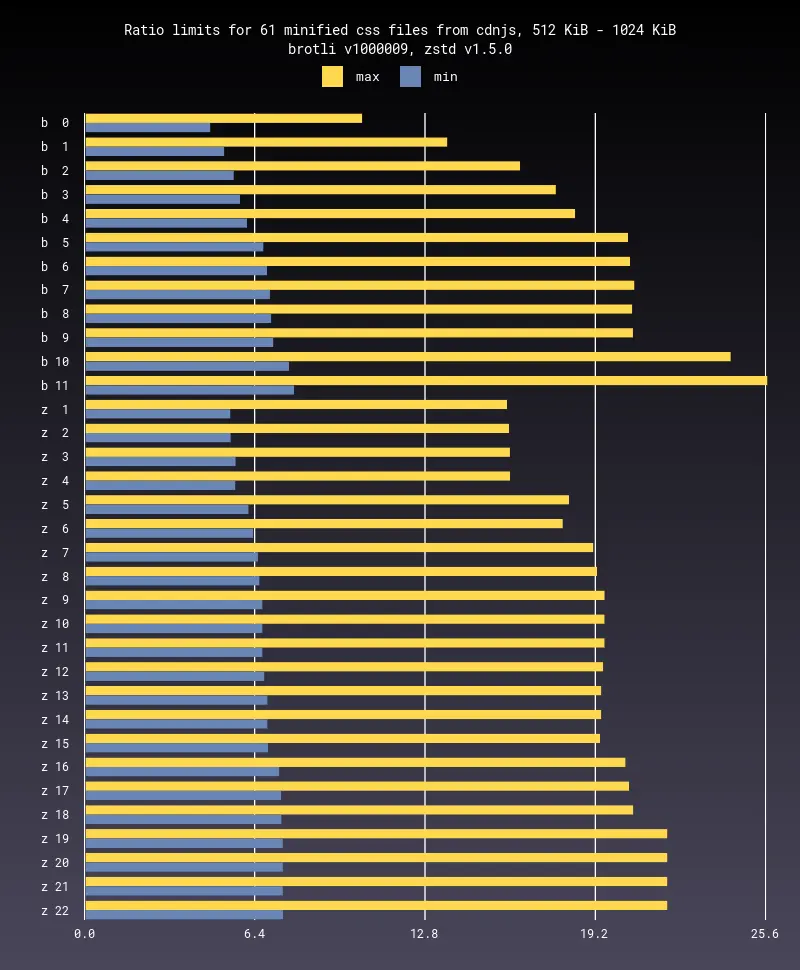 Ratio limits for 61 minified css files from cdnjs, 512 KiB - 1024 KiB
brotli v1000009, zstd v1.5.0
max min
b 0
b 1
b 2
b 3
b 4
b 5
b 6
b 7
b 8
b 9
b 10
b 11
z 1
z 2
z 3
z 4
z 5
z 6
z 7
z 8
z 9
z 10
z 11
z 12
z 13
z 14
z 15
z 16
z 17
z 18
z 19
z 20
z 21
z 22
0.0 6.4 12.8 19.2 25.6